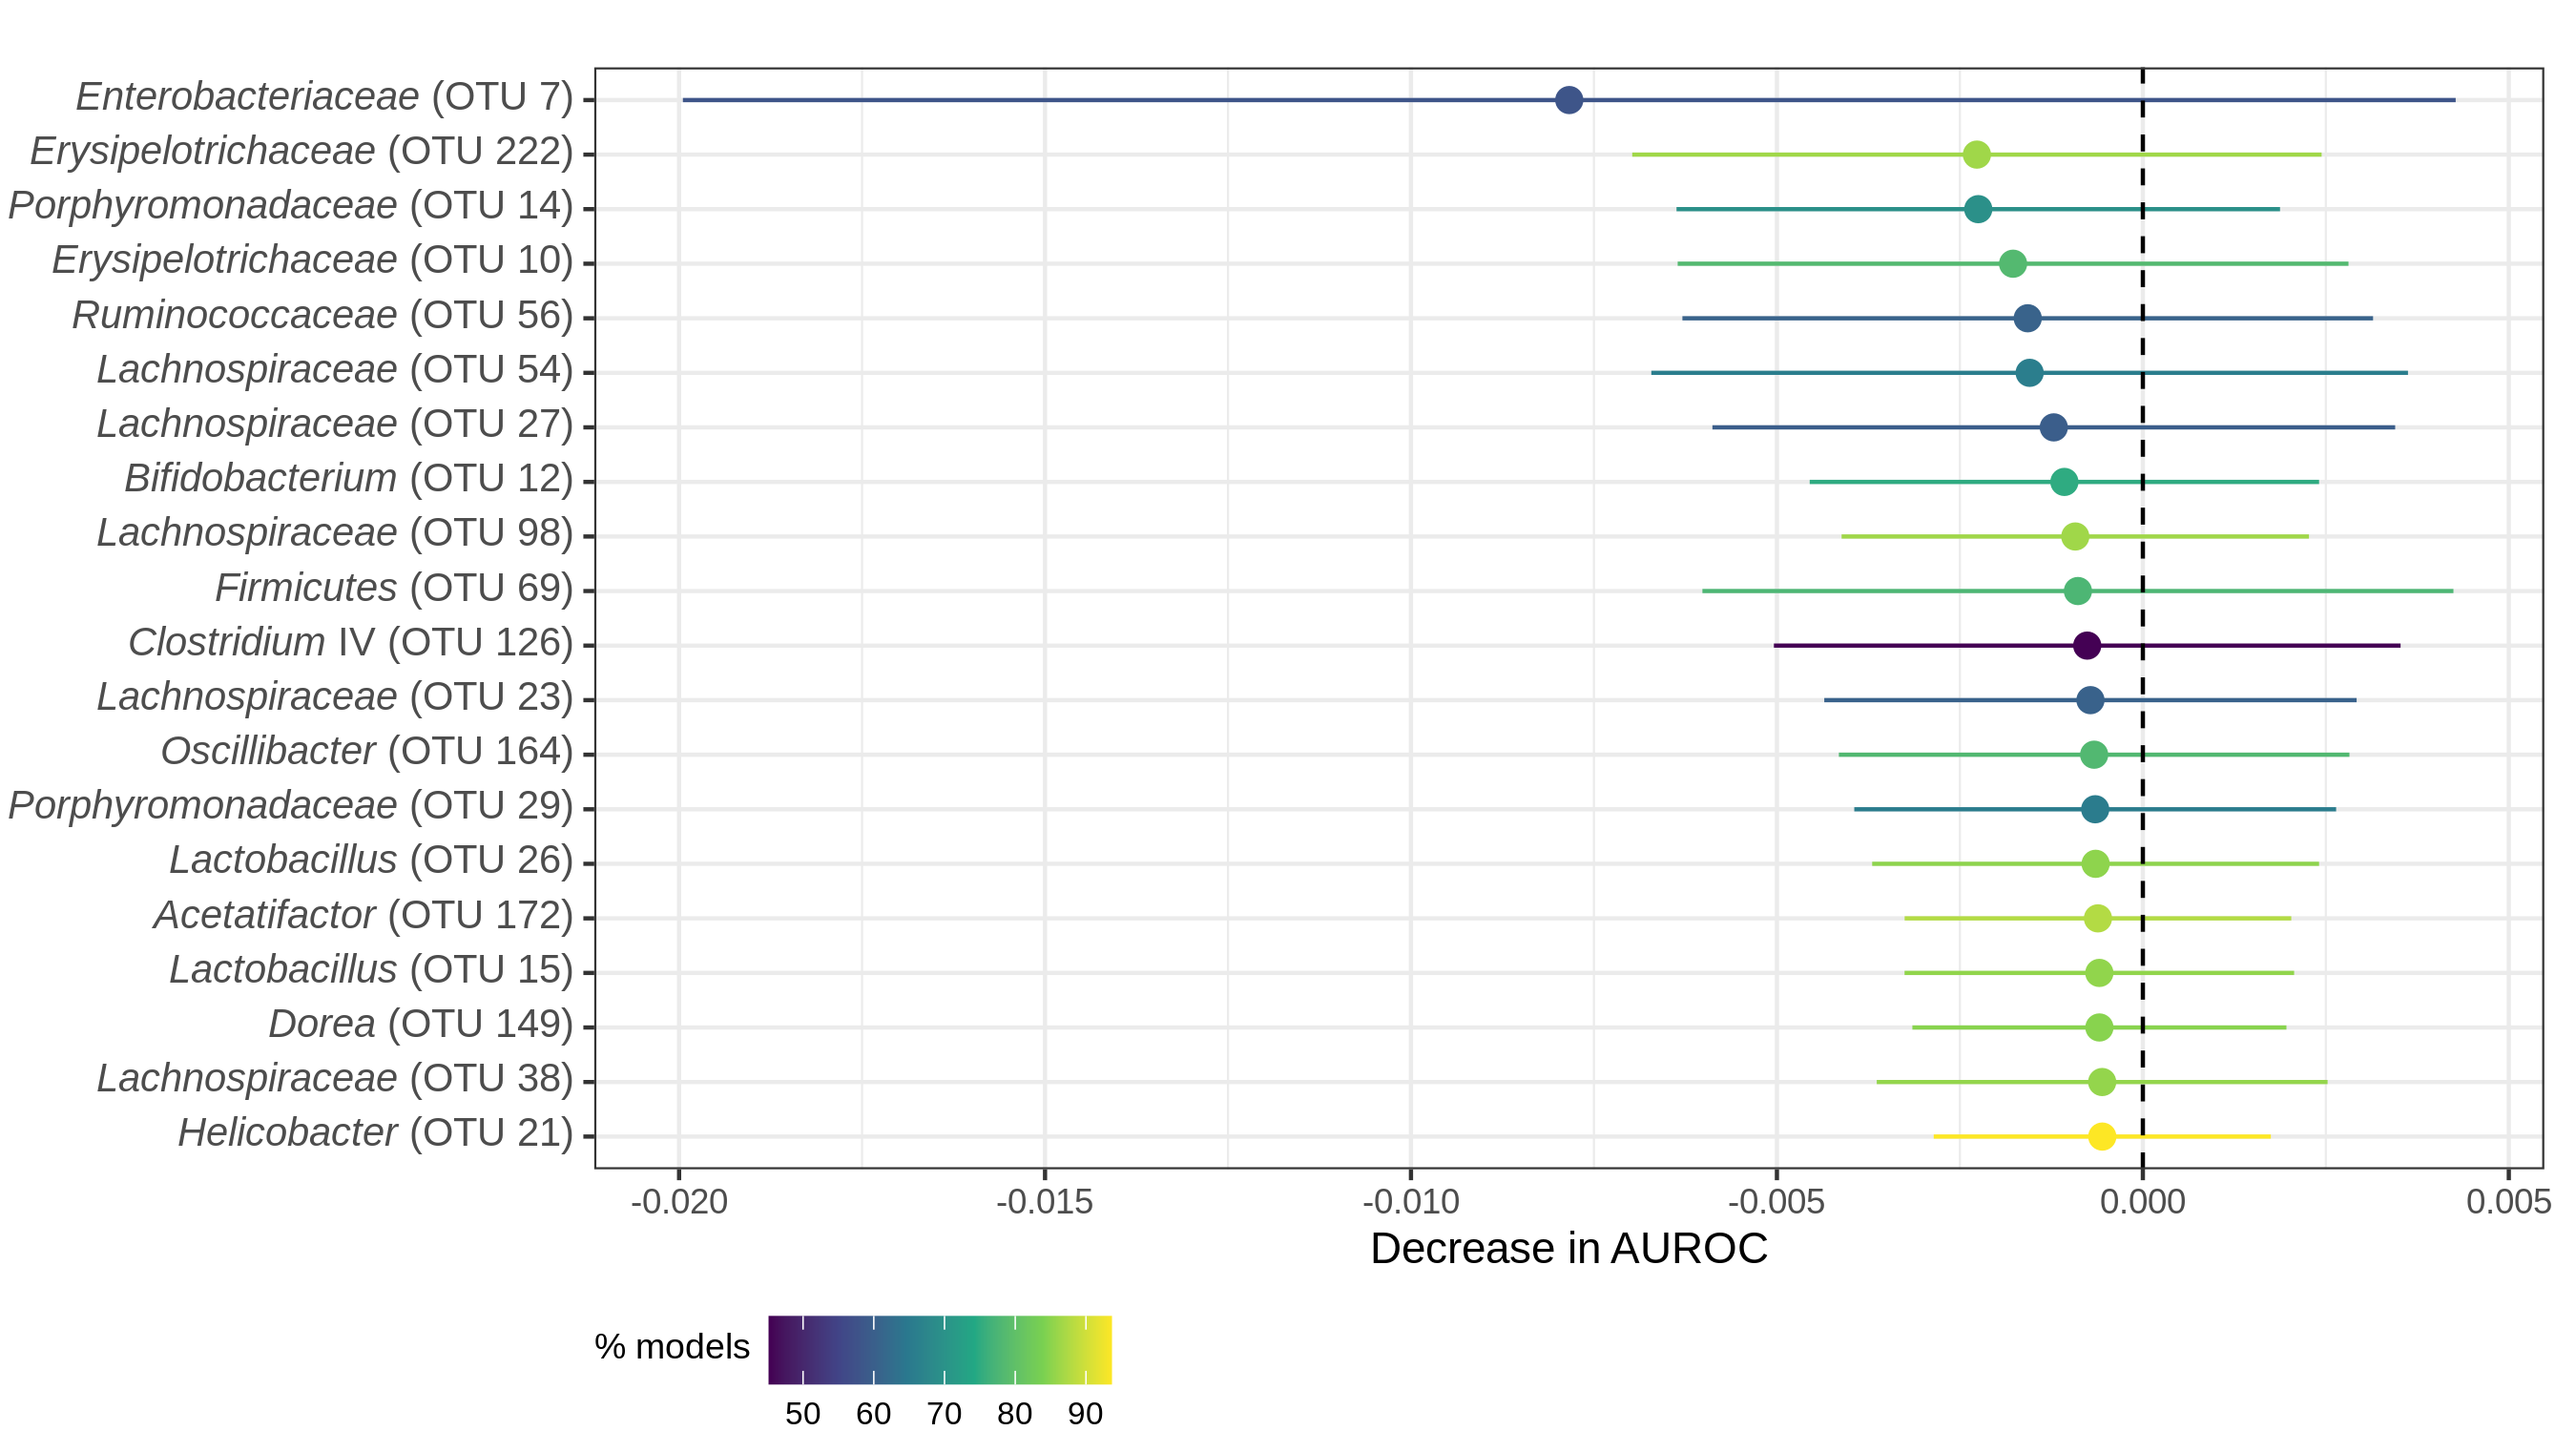 Enterobacteriaceae (OTU 7)
Erysipelotrichaceae (OTU 222)
Porphyromonadaceae (OTU 14)
Erysipelotrichaceae (OTU 10)
Ruminococcaceae (OTU 56)
Lachnospiraceae (OTU 54)
Lachnospiraceae (OTU 27)
Bifidobacterium (OTU 12)
Lachnospiraceae (OTU 98)
Firmicutes (OTU 69)
Clostridium IV (OTU 126)
Lachnospiraceae (OTU 23)
Oscillibacter (OTU 164)
Porphyromonadaceae (OTU 29)
Lactobacillus (OTU 26)
Acetatifactor (OTU 172)
Lactobacillus (OTU 15)
Dorea (OTU 149)
Lachnospiraceae (OTU 38)
Helicobacter (OTU 21)
-0.020 -0.015 -0.010 -0.005 0.000 0.005
Decrease in AUROC
% models
50 60 70 80 90